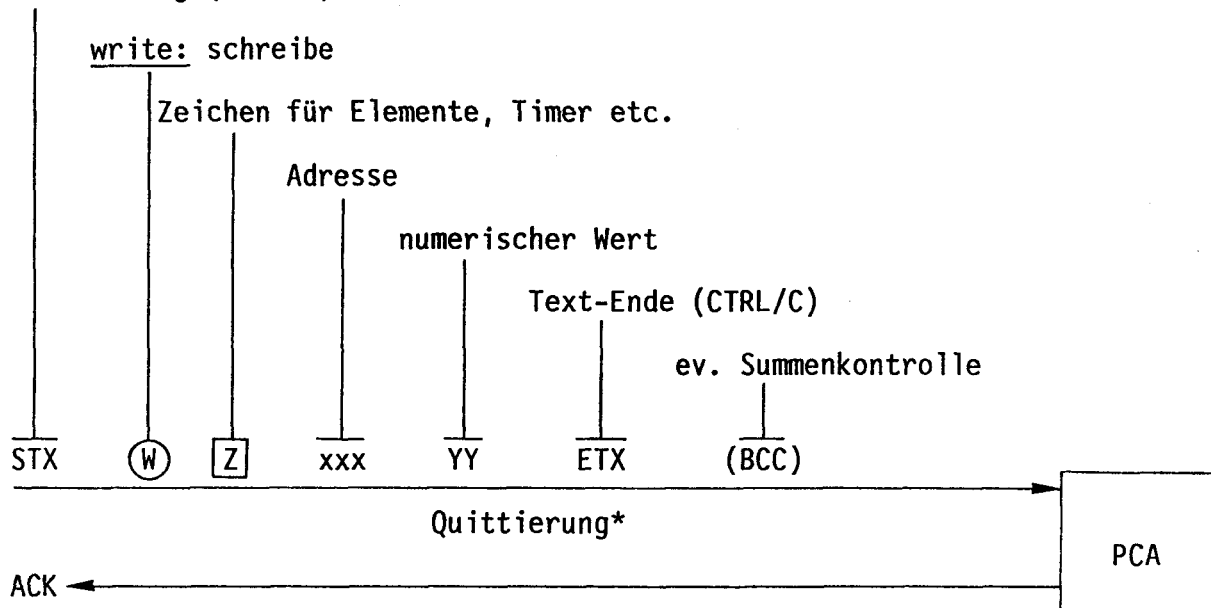 write: schreibe
Zeichen für Elemente, Timer etc.
Adresse
numerischer Wert
Text-Ende (CTRL/C)
ev. Summenkontrolle
STX W Z xxx YY ETX (BCC)
Quittierung*
PCA
ACK